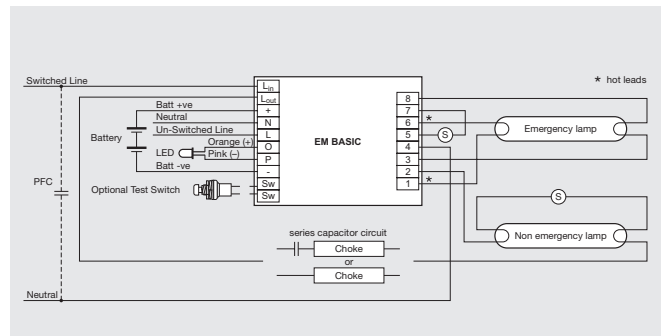 Switched Line
* hot leads
Lin
Lout
Batt +ve
+
8
Neutral
N
7
Un-Switched Line
L
6
*
Battery
Orange (+)
O
EM BASIC
5
S
Emergency lamp
LED
Pink (–)
P
4
Batt -ve
-
3
PFC
Optional Test Switch
Sw
2
Sw
1
*
S
series capacitor circuit
Choke
or
Choke
Non emergency lamp
Neutral